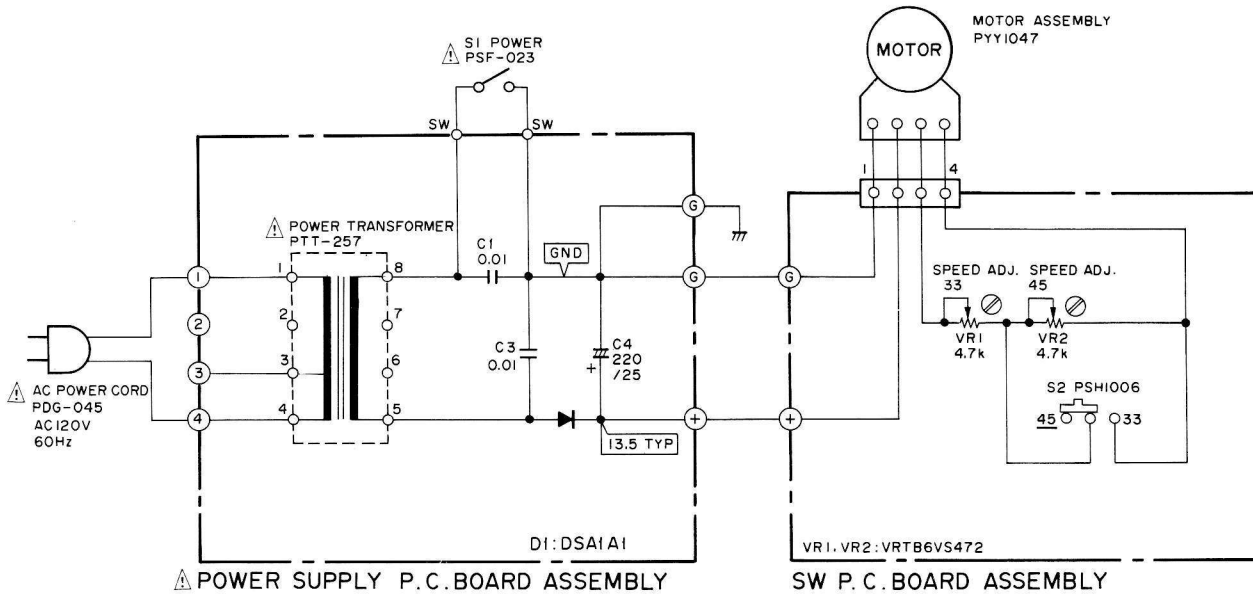 MOTOR ASSEMBLY
PYY1047
MOTOR
⚠ S1 POWER
PSF-023
SW
SW
1
4
G
⚠ POWER TRANSFORMER
PTT-257
C1
0.01
GND
1
1
8
G
G
SPEED ADJ.
33
SPEED ADJ.
45
2
2
7
VR1
4.7k
VR2
4.7k
C3
0.01
C4
220
/25
+
3
3
6
⚠ AC POWER CORD
PDG-045
AC120V
60Hz
S2 PSH1006
45
33
4
4
5
+
+
13.5 TYP
D1:DSA1A1
VR1.VR2:VRTB6VS472
⚠ POWER SUPPLY P.C.BOARD ASSEMBLY
SW P.C.BOARD ASSEMBLY